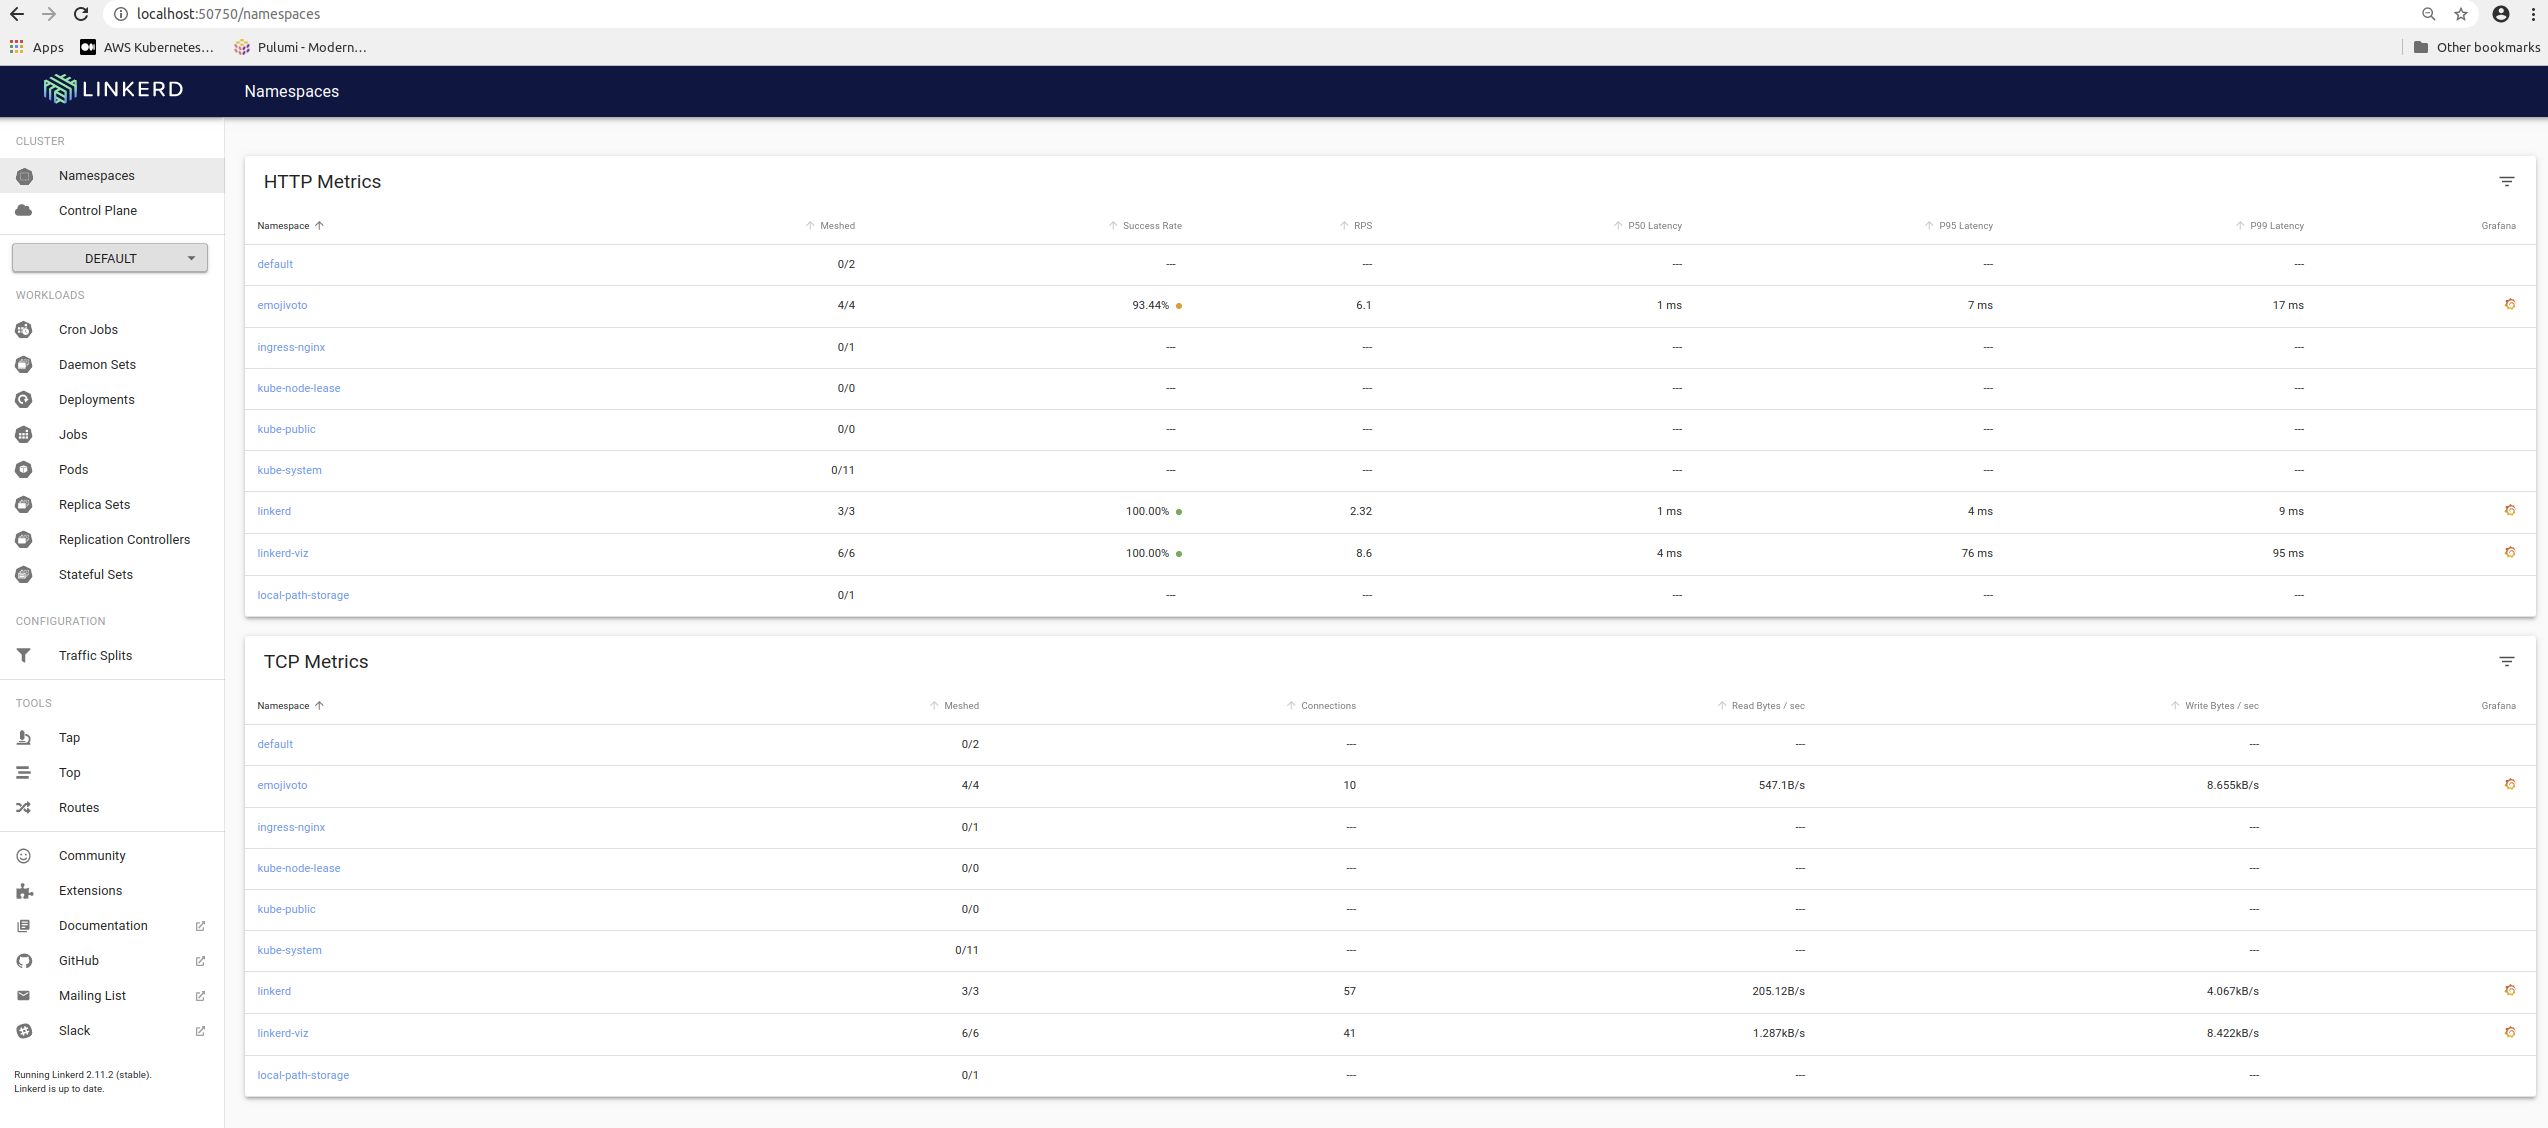 localhost:50750/namespaces
Apps AWS Kubernetes… Pulumi - Modern… Other bookmarks
LINKERD Namespaces
CLUSTER
Namespaces
Control Plane
DEFAULT
WORKLOADS
Cron Jobs
Daemon Sets
Deployments
Jobs
Pods
Replica Sets
Replication Controllers
Stateful Sets
CONFIGURATION
Traffic Splits
TOOLS
Tap
Top
Routes
Community
Extensions
Documentation
GitHub
Mailing List
Slack
Running Linkerd 2.11.2 (stable).
Linkerd is up to date.
HTTP Metrics
Namespace Meshed Success Rate RPS P50 Latency P95 Latency P99 Latency Grafana
default 0/2 --- --- --- --- ---
emojivoto 4/4 93.44% 6.1 1 ms 7 ms 17 ms
ingress-nginx 0/1 --- --- --- --- ---
kube-node-lease 0/0 --- --- --- --- ---
kube-public 0/0 --- --- --- --- ---
kube-system 0/11 --- --- --- --- ---
linkerd 3/3 100.00% 2.32 1 ms 4 ms 9 ms
linkerd-viz 6/6 100.00% 8.6 4 ms 76 ms 95 ms
local-path-storage 0/1 --- --- --- --- ---
TCP Metrics
Namespace Meshed Connections Read Bytes / sec Write Bytes / sec Grafana
default 0/2 --- --- ---
emojivoto 4/4 10 547.1B/s 8.655kB/s
ingress-nginx 0/1 --- --- ---
kube-node-lease 0/0 --- --- ---
kube-public 0/0 --- --- ---
kube-system 0/11 --- --- ---
linkerd 3/3 57 205.12B/s 4.067kB/s
linkerd-viz 6/6 41 1.287kB/s 8.422kB/s
local-path-storage 0/1 --- --- ---